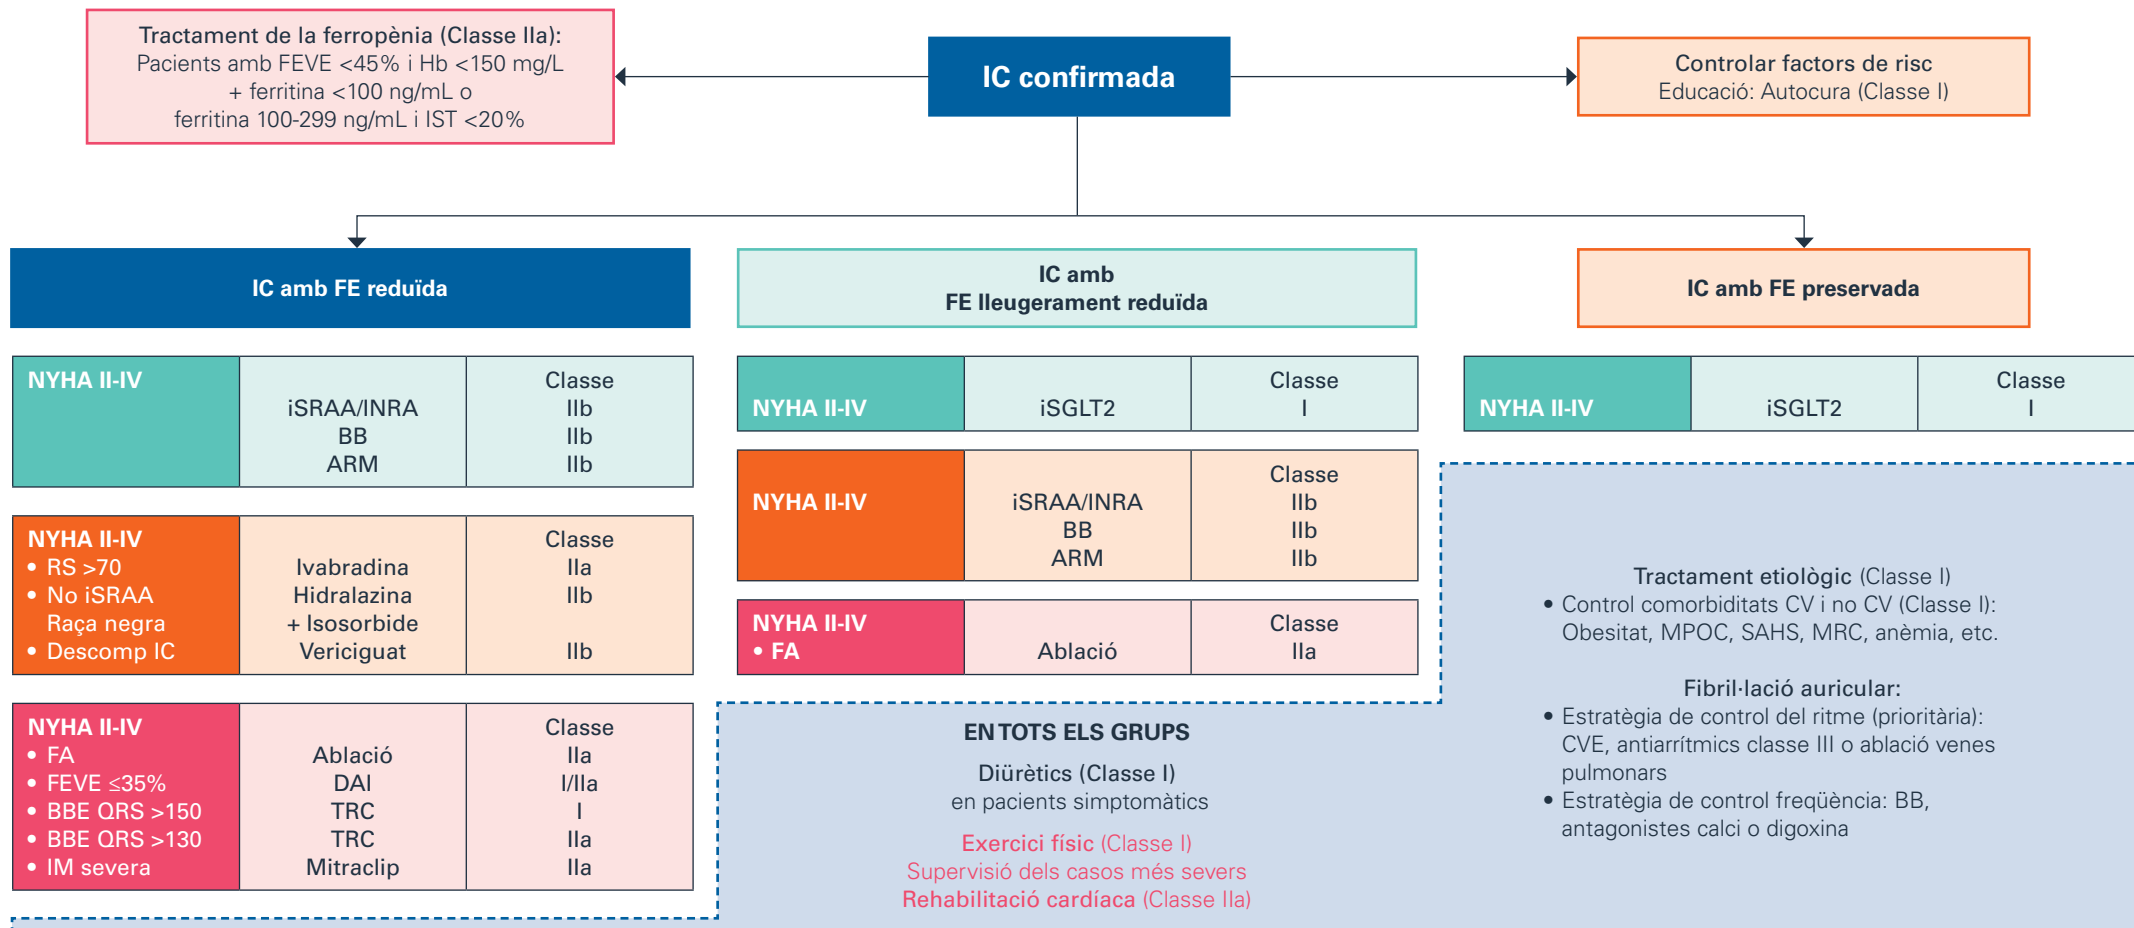 Tractament de la ferropènia (Classe IIa):
Pacients amb FEVE <45% i Hb <150 mg/L
+ ferritina <100 ng/mL o
ferritina 100-299 ng/mL i IST <20%
IC confirmada
Controlar factors de risc
Educació: Autocura (Classe I)
IC amb FE reduïda
IC amb
FE lleugerament reduïda
IC amb FE preservada
NYHA II-IV Classe
iSRAA/INRA IIb
BB IIb
ARM IIb
NYHA II-IV Classe
• RS >70 Ivabradina IIa
• No iSRAA Hidralazina IIb
Raça negra + Isosorbide
• Descomp IC Vericiguat IIb
NYHA II-IV Classe
• FA Ablació IIa
• FEVE ≤35% DAI I/IIa
• BBE QRS >150 TRC I
• BBE QRS >130 TRC IIa
• IM severa Mitraclip IIa
Classe
NYHA II-IV iSGLT2 I
Classe
NYHA II-IV iSRAA/INRA IIb
BB IIb
ARM IIb
NYHA II-IV Classe
• FA Ablació IIa
Classe
NYHA II-IV iSGLT2 I
EN TOTS ELS GRUPS
Diürètics (Classe I)
en pacients simptomàtics
Exercici físic (Classe I)
Supervisió dels casos més severs
Rehabilitació cardíaca (Classe IIa)
Tractament etiològic (Classe I)
• Control comorbiditats CV i no CV (Classe I):
Obesitat, MPOC, SAHS, MRC, anèmia, etc.
Fibril·lació auricular:
• Estratègia de control del ritme (prioritària):
CVE, antiarrítmics classe III o ablació venes
pulmonars
• Estratègia de control freqüència: BB,
antagonistes calci o digoxina